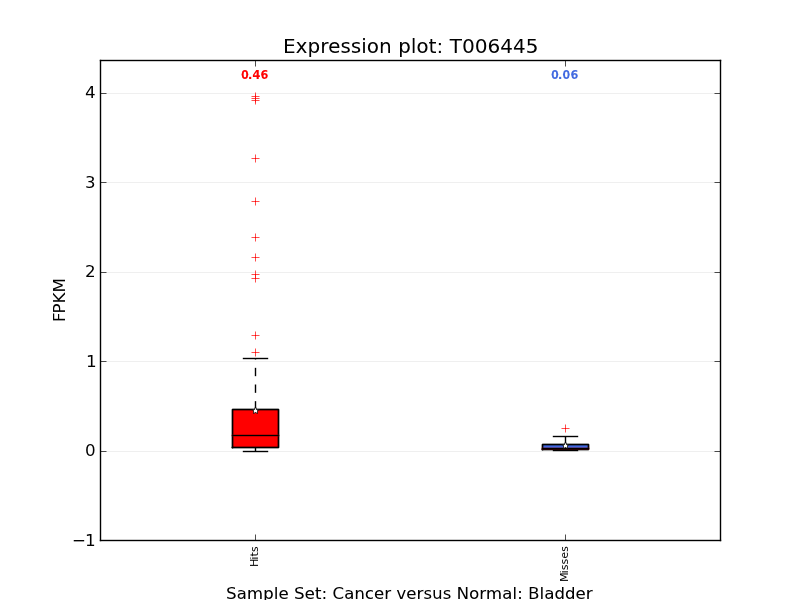 Expression plot: T006445
0.46 0.06
4
3
2
1
0
−1
FPKM
Hits Misses
Sample Set: Cancer versus Normal: Bladder